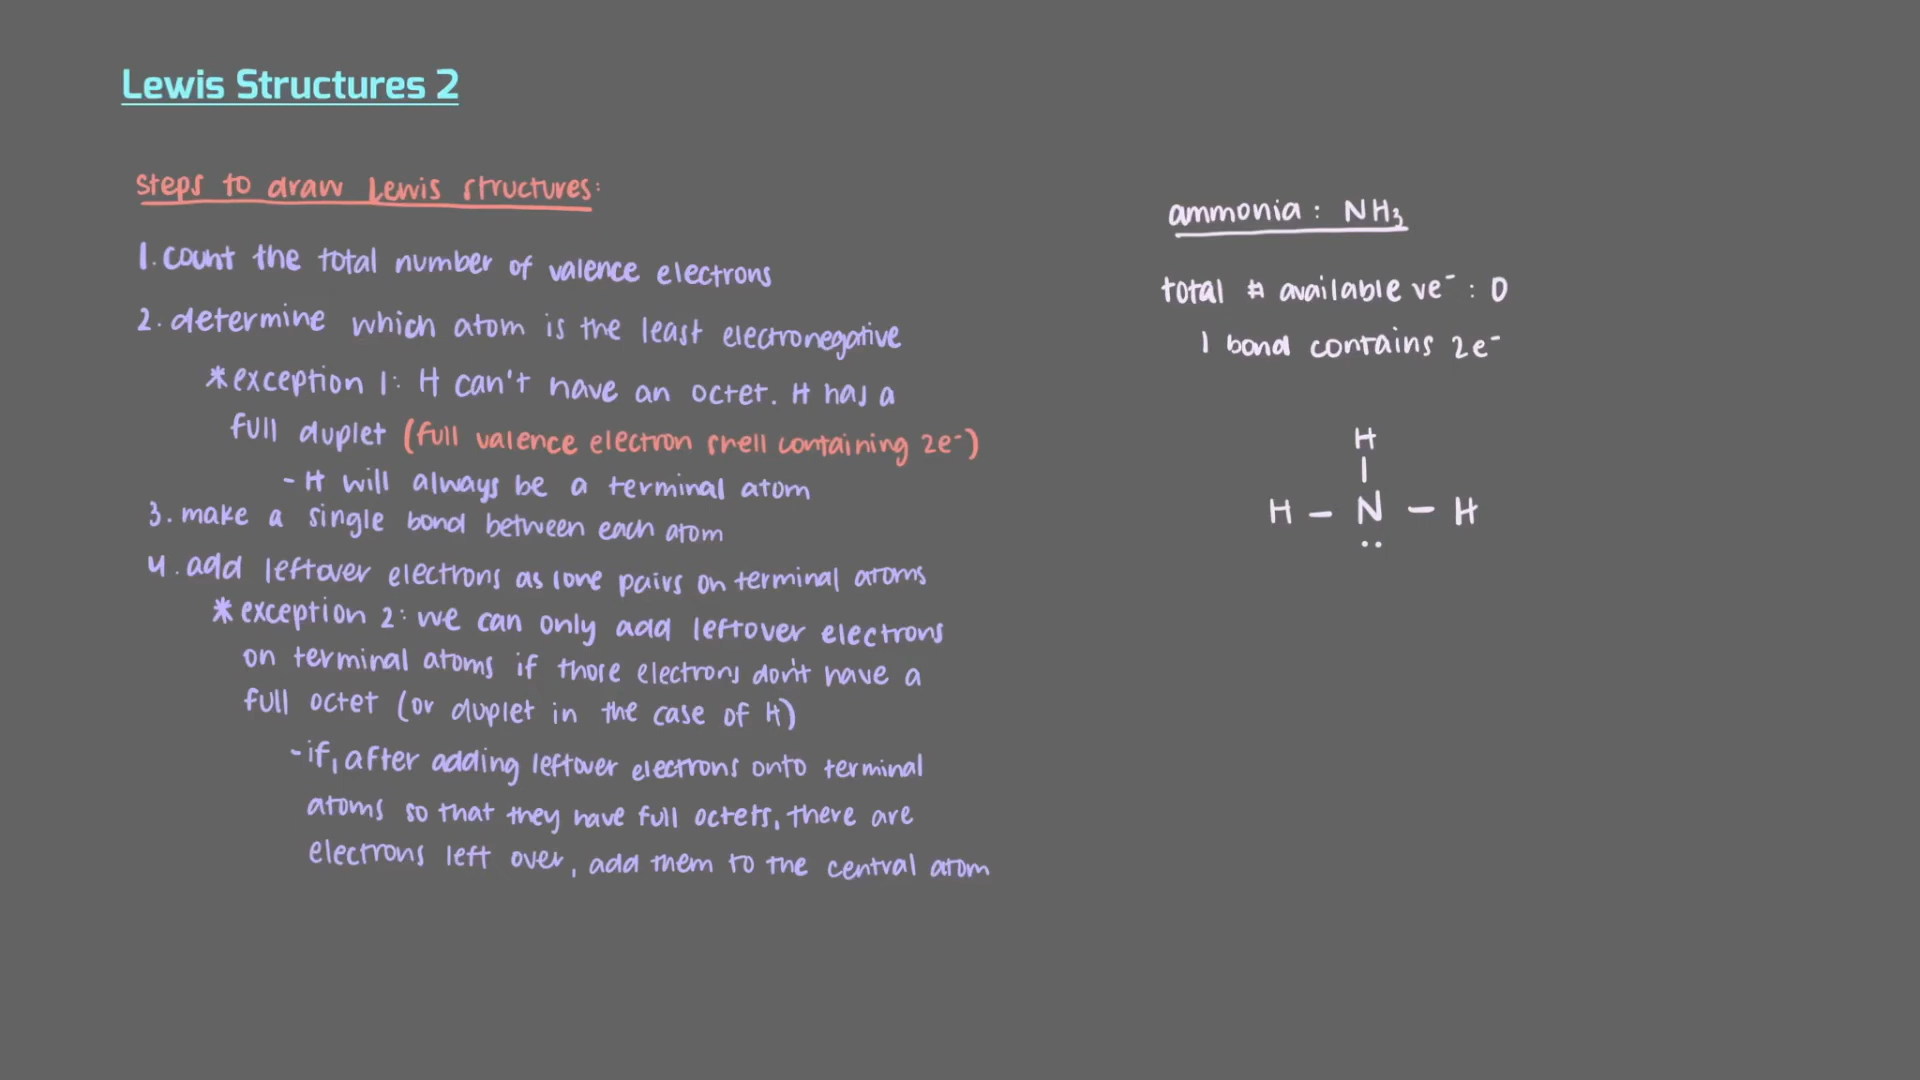 Lewis Structures 2
steps to draw Lewis structures:
1. count the total number of valence electrons
2. determine which atom is the least electronegative
*exception 1: H can't have an octet. H has a
full duplet (full valence electron shell containing 2e⁻)
- H will always be a terminal atom
3. make a single bond between each atom
4. add leftover electrons as lone pairs on terminal atoms
*exception 2: we can only add leftover electrons
on terminal atoms if those electrons don't have a
full octet (or duplet in the case of H)
- if, after adding leftover electrons onto terminal
atoms so that they have full octets, there are
electrons left over, add them to the central atom
ammonia: NH₃
total # available ve⁻: 0
1 bond contains 2e⁻
H
|
H – N – H
..